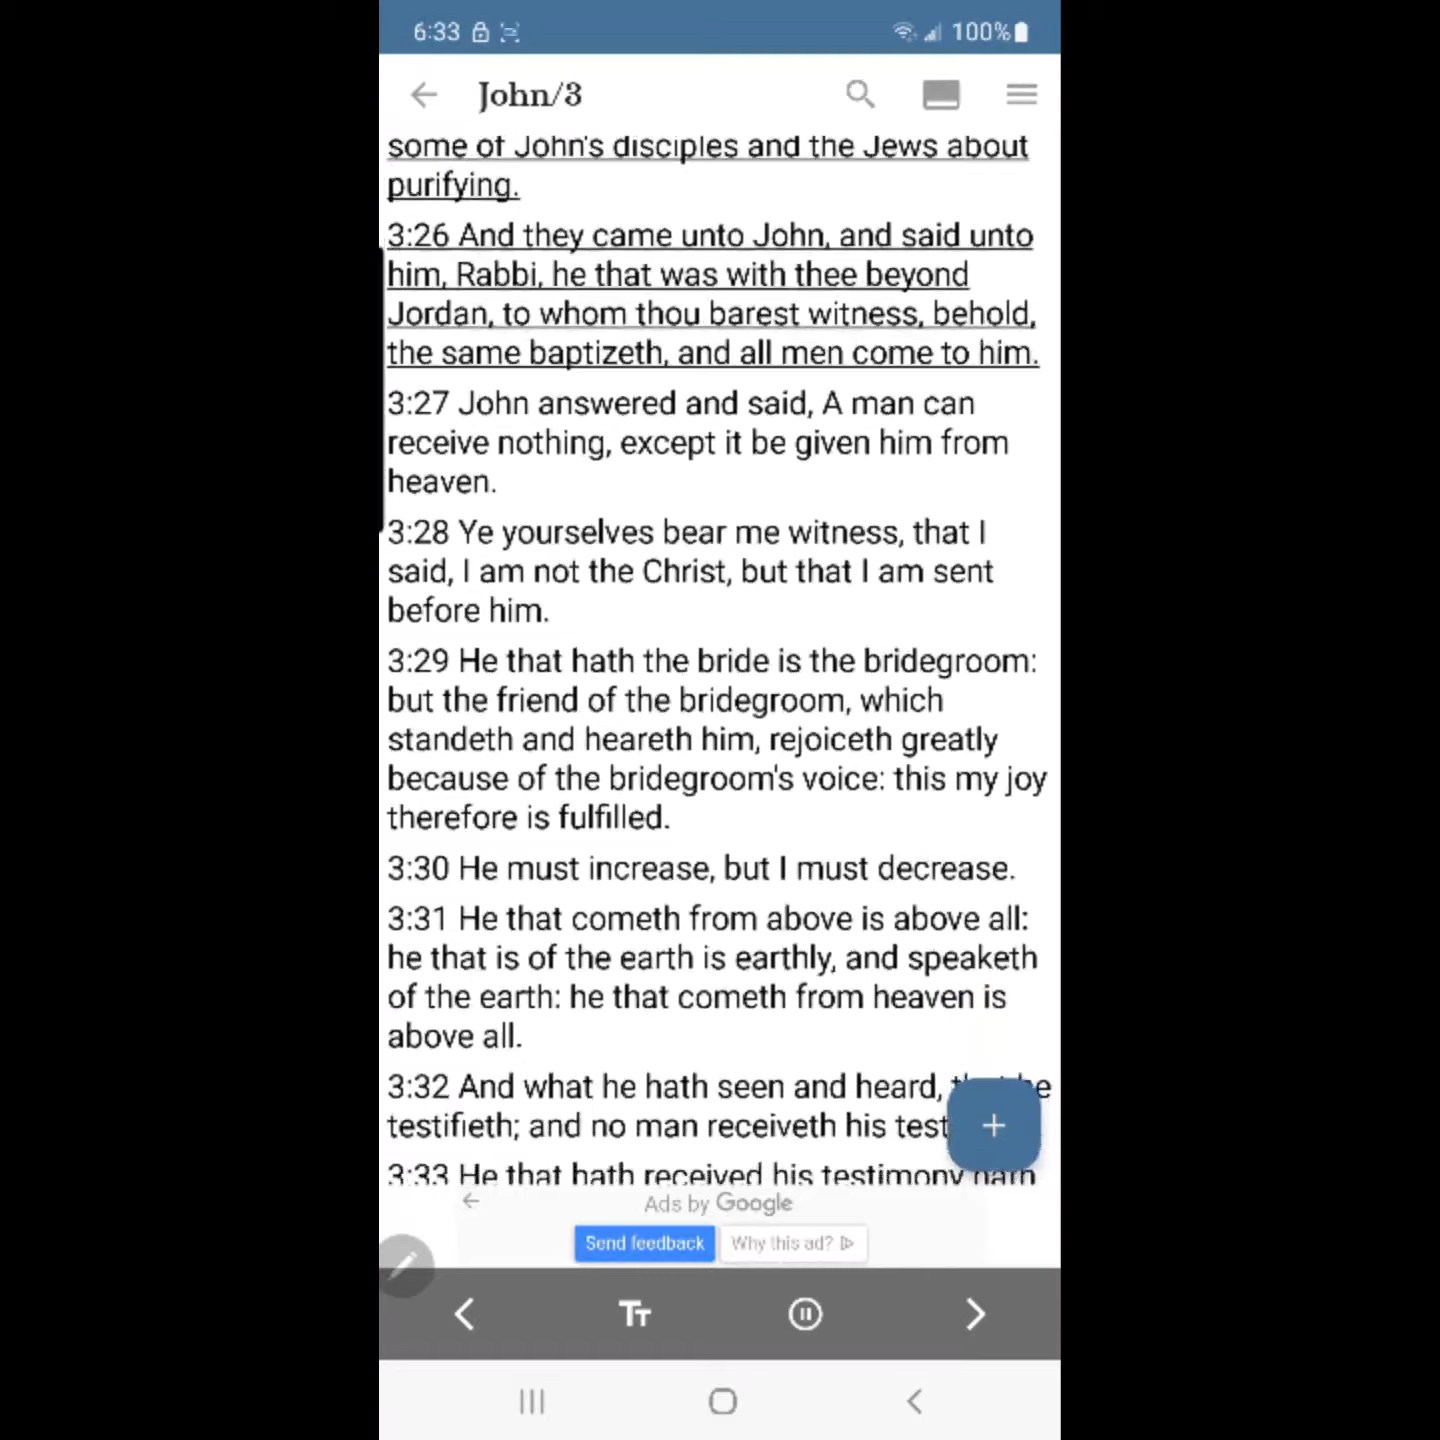 6:33 100%
John/3
some of John's disciples and the Jews about
purifying.
3:26 And they came unto John, and said unto
him, Rabbi, he that was with thee beyond
Jordan, to whom thou barest witness, behold,
the same baptizeth, and all men come to him.
3:27 John answered and said, A man can
receive nothing, except it be given him from
heaven.
3:28 Ye yourselves bear me witness, that I
said, I am not the Christ, but that I am sent
before him.
3:29 He that hath the bride is the bridegroom:
but the friend of the bridegroom, which
standeth and heareth him, rejoiceth greatly
because of the bridegroom's voice: this my joy
therefore is fulfilled.
3:30 He must increase, but I must decrease.
3:31 He that cometh from above is above all:
he that is of the earth is earthly, and speaketh
of the earth: he that cometh from heaven is
above all.
3:32 And what he hath seen and heard,
testifieth; and no man receiveth his
3:33 He that hath received his testimony hath
Ads by Google
Send feedback Why this ad?
TT